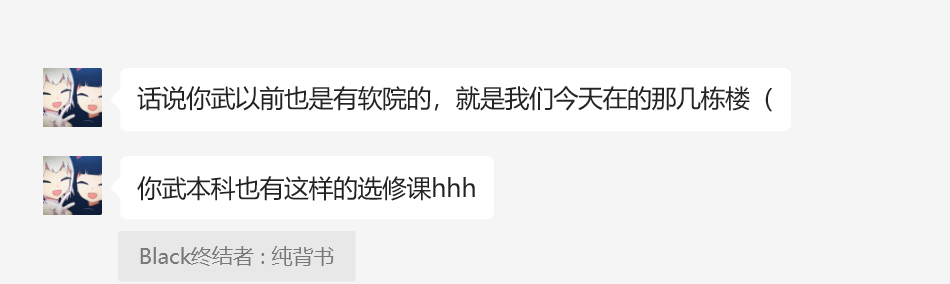 话说你武以前也是有软院的，就是我们今天在的那几栋楼（
你武本科也有这样的选修课hhh
Black终结者 : 纯背书